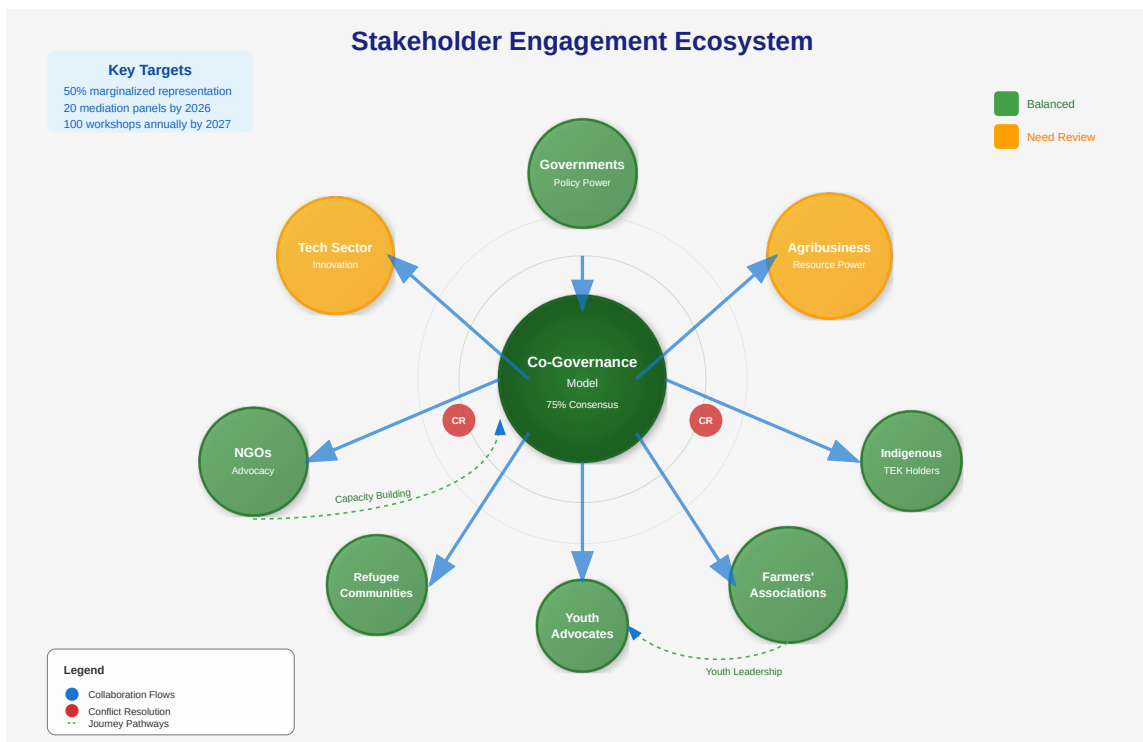 Stakeholder Engagement Ecosystem
Key Targets
50% marginalized representation
20 mediation panels by 2026
100 workshops annually by 2027
Balanced
Need Review
Governments
Policy Power
Tech Sector
Innovation
Agribusiness
Resource Power
Co-Governance
Model
75% Consensus
CR
CR
NGOs
Advocacy
Indigenous
TEK Holders
Capacity Building
Refugee
Communities
Youth
Advocates
Farmers'
Associations
Youth Leadership
Legend
Collaboration Flows
Conflict Resolution
Journey Pathways